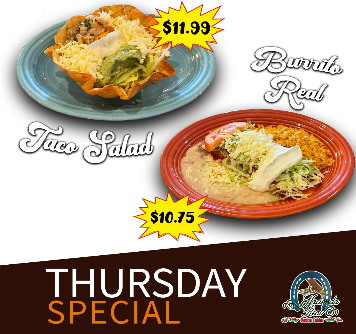 $11.99
Burrito
Real
Taco Salad
$10.75
THURSDAY
SPECIAL